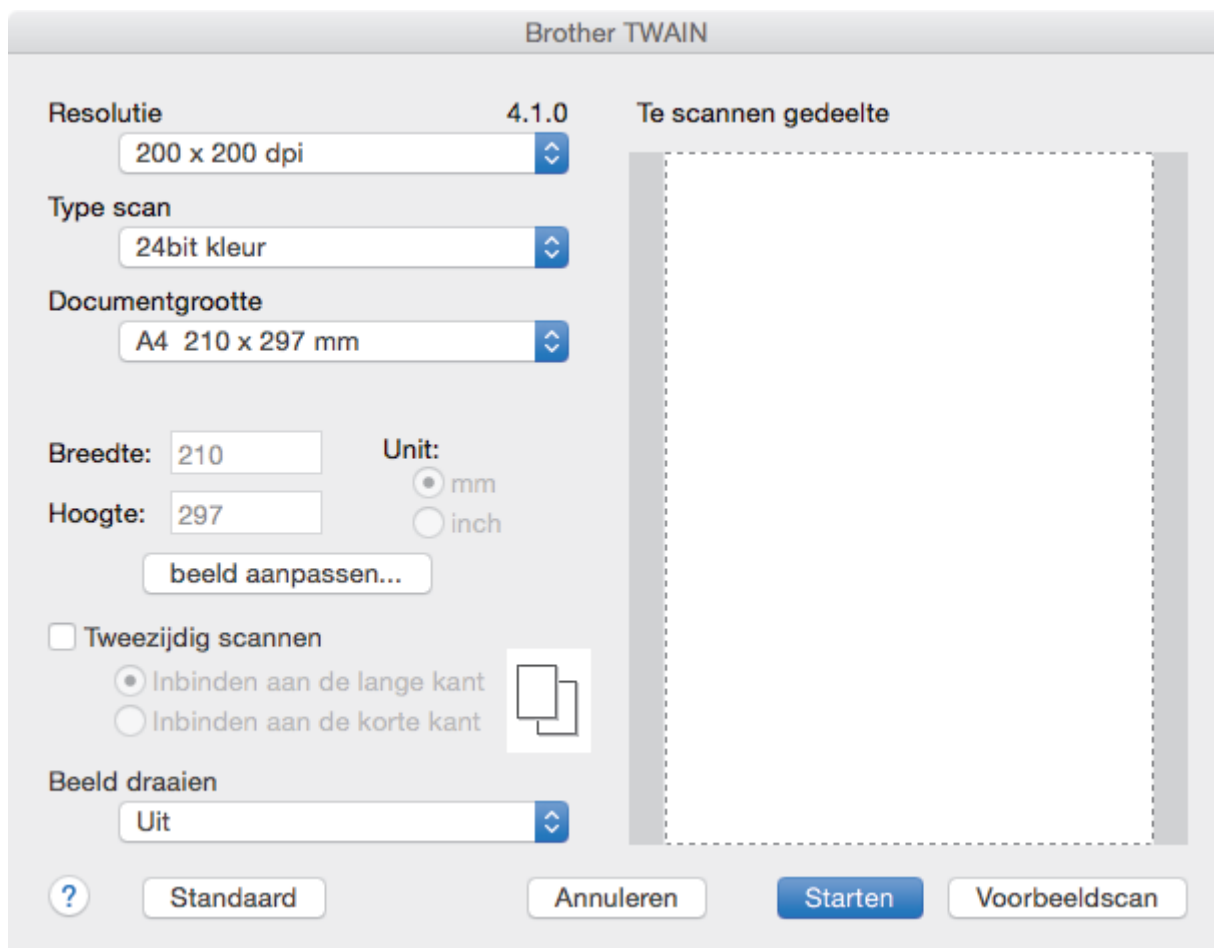 Brother TWAIN
Resolutie 4.1.0
200 x 200 dpi
Type scan
24bit kleur
Documentgrootte
A4 210 x 297 mm
Breedte: 210
Hoogte: 297
Unit:
mm
inch
beeld aanpassen...
Tweezijdig scannen
Inbinden aan de lange kant
Inbinden aan de korte kant
Beeld draaien
Uit
Te scannen gedeelte
? Standaard Annuleren Starten Voorbeeldscan